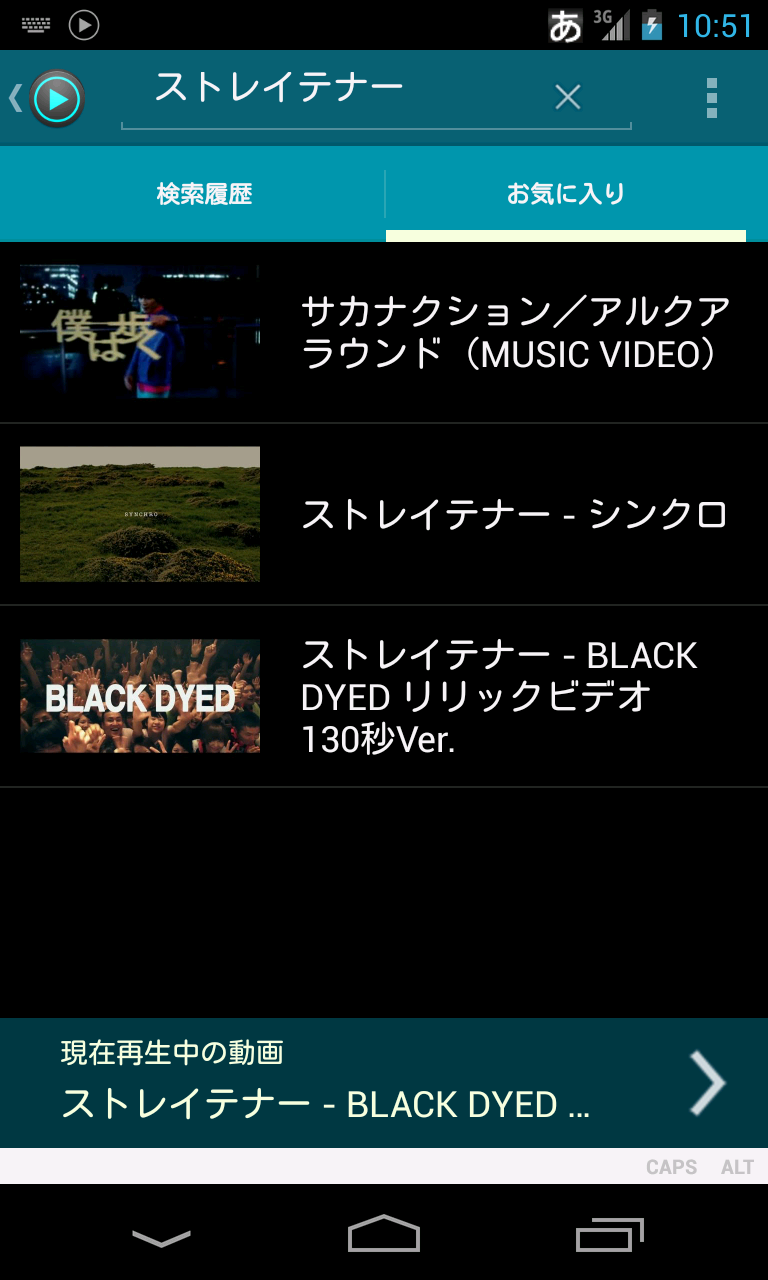 あ 3G 10:51
ストレイテナー
検索履歴 お気に入り
僕は歩く
サカナクション／アルクア
ラウンド（MUSIC VIDEO）
SYNCHRO
ストレイテナー - シンクロ
BLACK DYED
ストレイテナー - BLACK
DYED リリックビデオ
130秒Ver.
現在再生中の動画
ストレイテナー - BLACK DYED ...
CAPS ALT